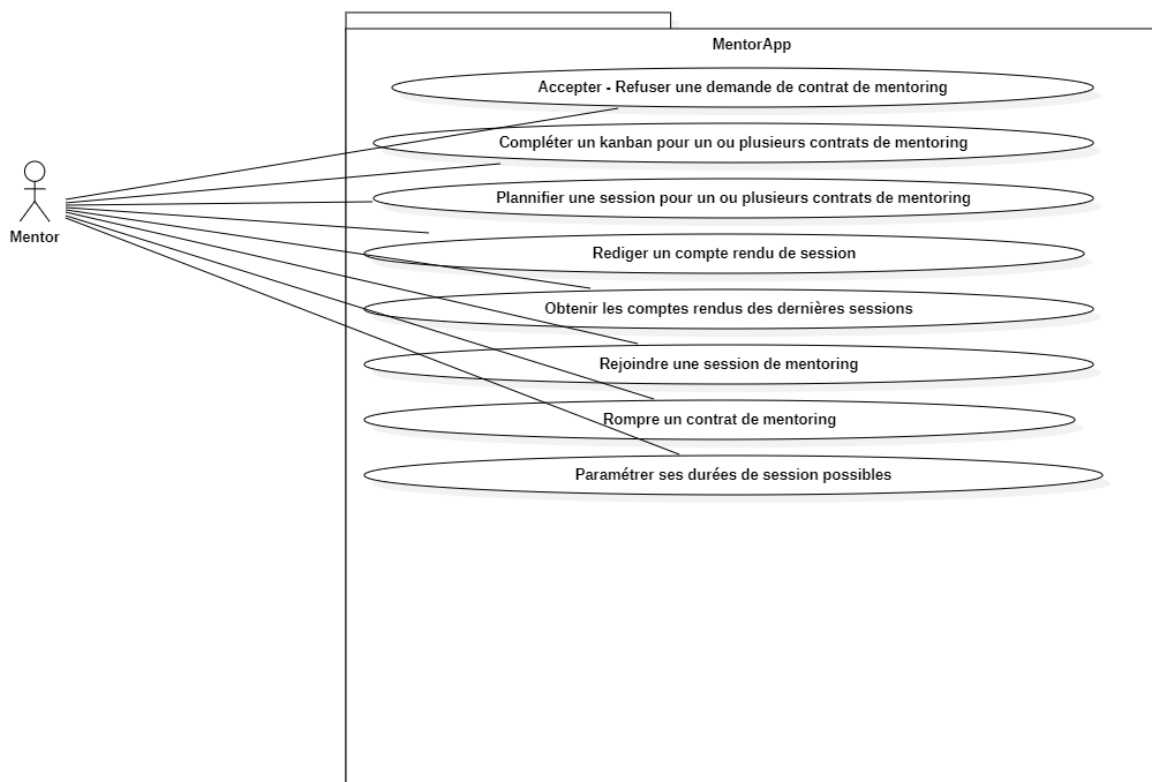 MentorApp
Accepter - Refuser une demande de contrat de mentoring
Compléter un kanban pour un ou plusieurs contrats de mentoring
Plannifier une session pour un ou plusieurs contrats de mentoring
Mentor
Rediger un compte rendu de session
Obtenir les comptes rendus des dernières sessions
Rejoindre une session de mentoring
Rompre un contrat de mentoring
Paramétrer ses durées de session possibles